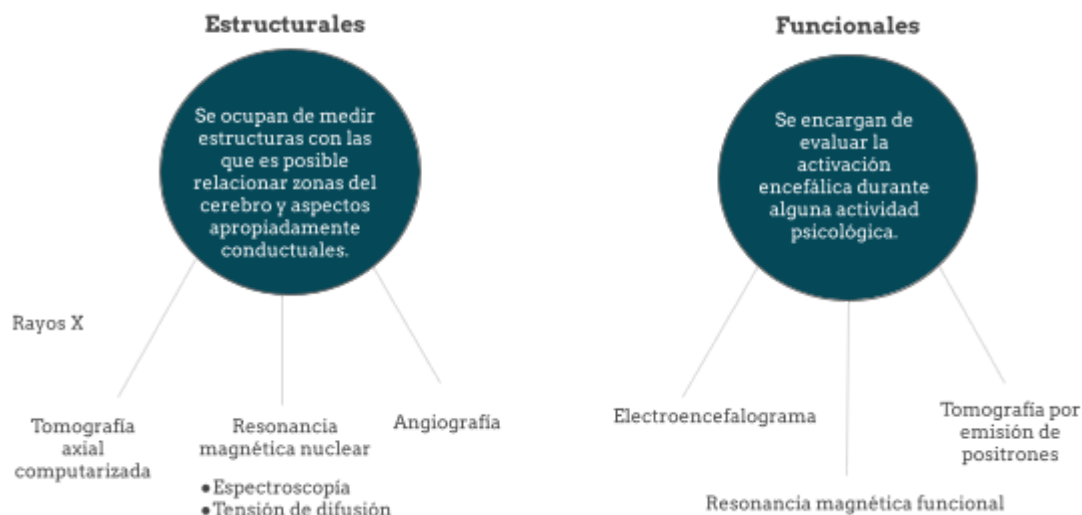 Estructurales
Se ocupan de medir
estructuras con las
que es posible
relacionar zonas del
cerebro y aspectos
apropiadamente
conductuales.
Rayos X
Tomografía
axial
computarizada
Resonancia
magnética nuclear
● Espectroscopía
● Tensión de difusión
Angiografía
Funcionales
Se encargan de
evaluar la
activación
encefálica durante
alguna actividad
psicológica.
Electroencefalograma
Resonancia magnética funcional
Tomografía por
emisión de
positrones